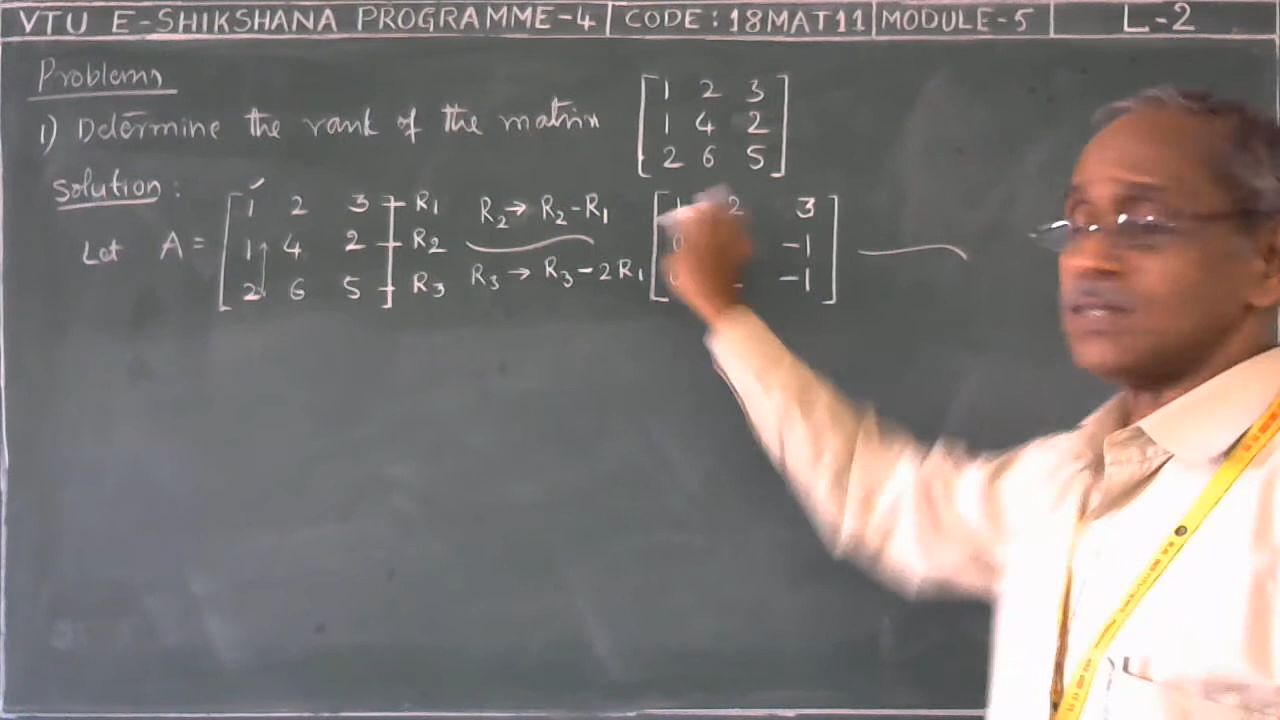 VTU E-SHIKSHANA PROGRAMME-4 CODE: 18MAT11 MODULE-5 L-2
Problems
1) Determine the rank of the matrix
1 2 3
1 4 2
2 6 5
Solution:
Let A =
1 2 3 R1
1 4 2 R2
2 6 5 R3
R2 → R2 - R1
R3 → R3 - 2R1
2 3
-1
-1